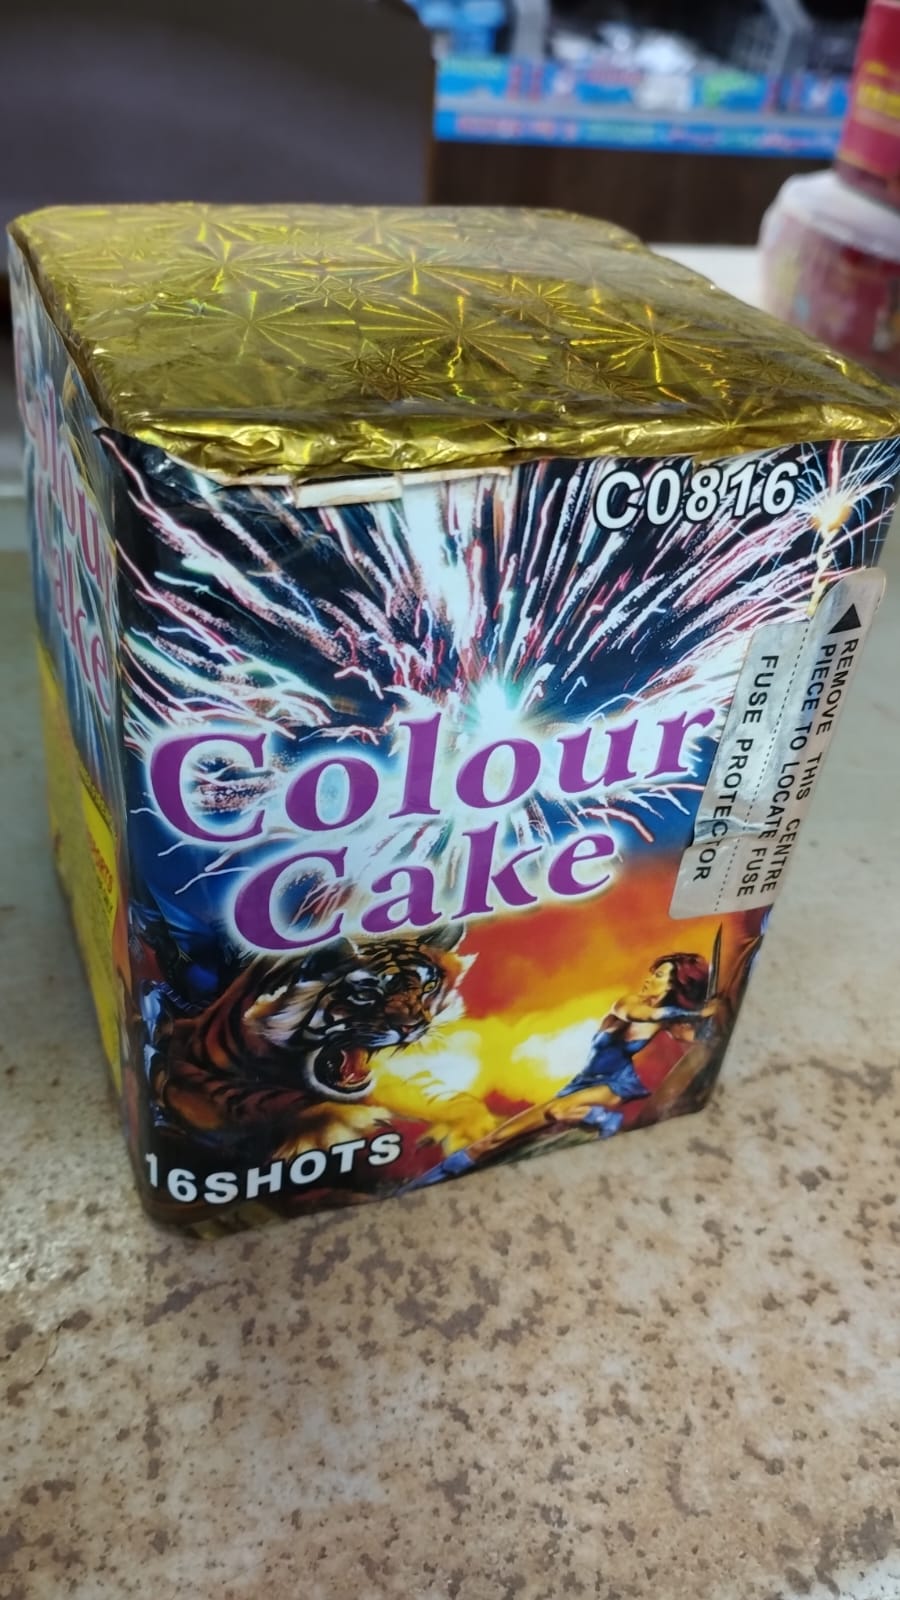 C0816
Colour
Cake
REMOVE THIS CENTRE
PIECE TO LOCATE FUSE
FUSE PROTECTOR
16SHOTS